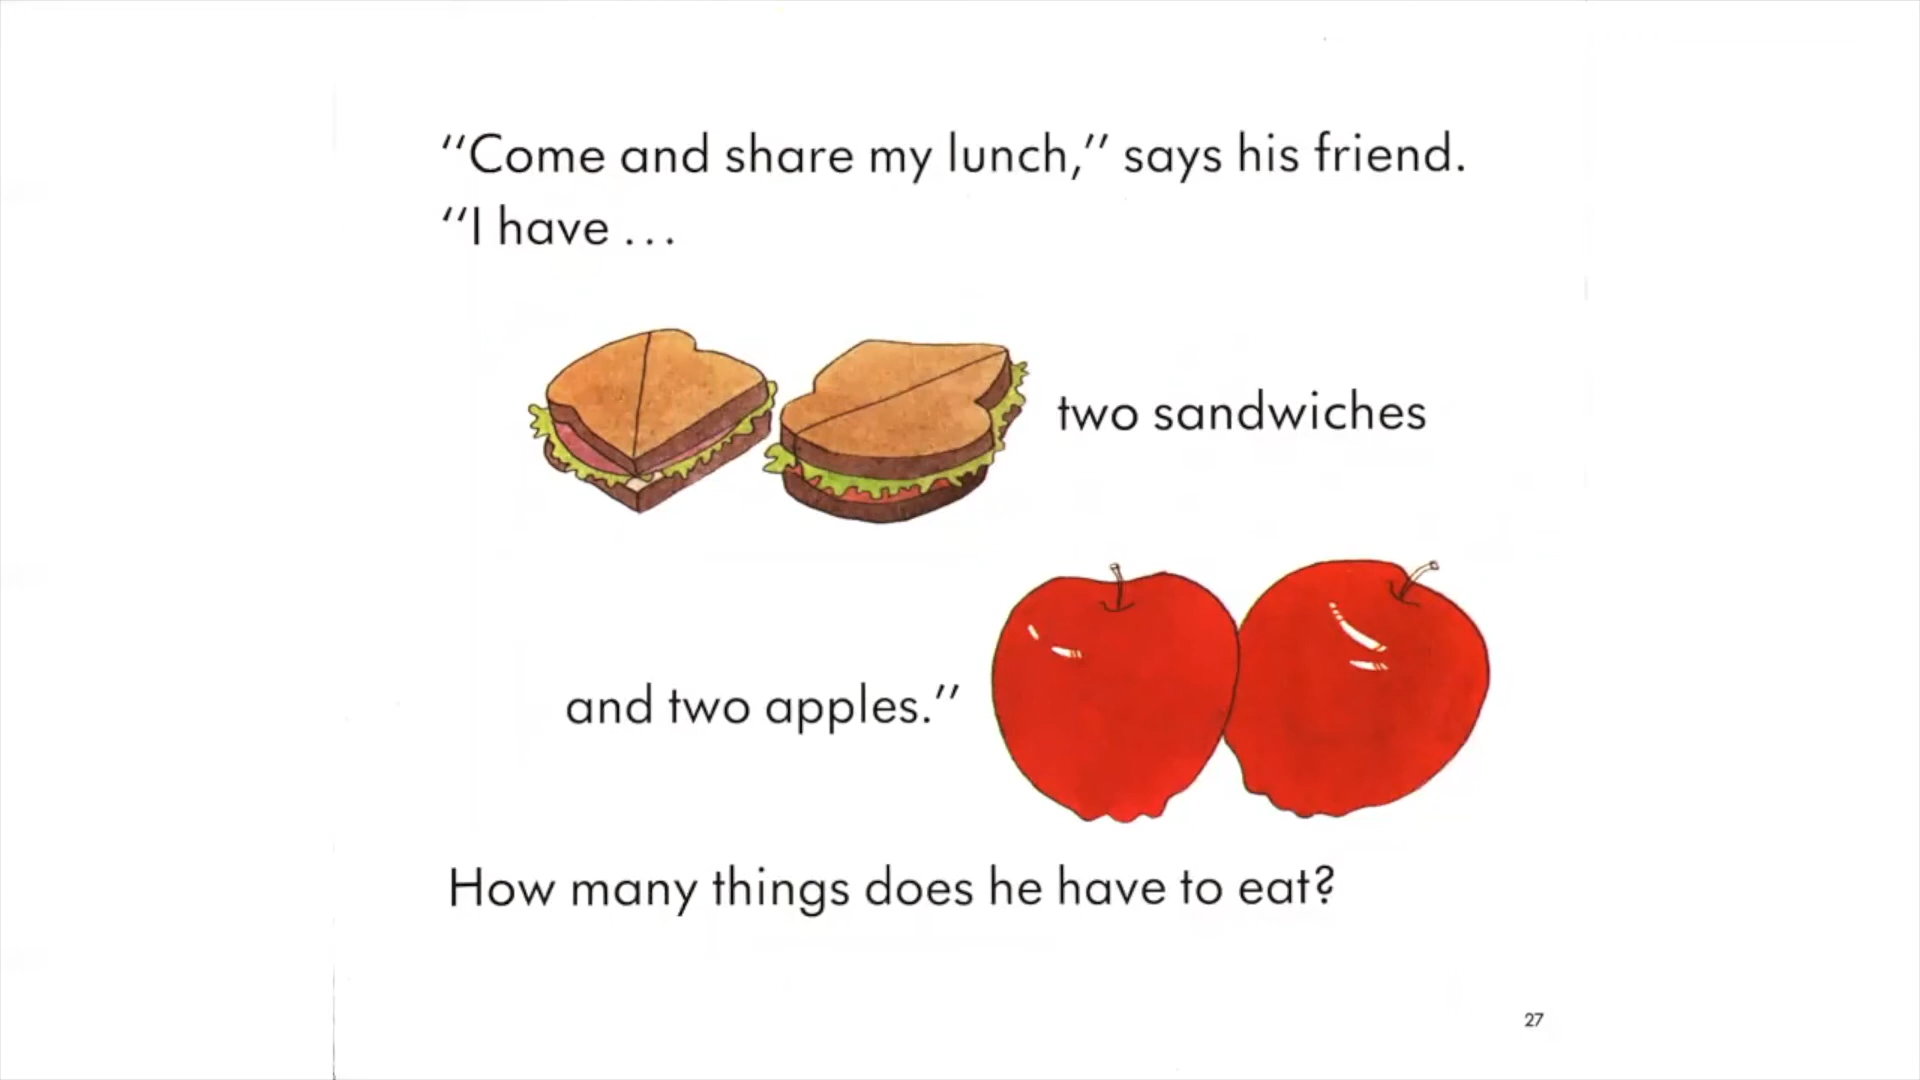 “Come and share my lunch,” says his friend.
“I have ...
two sandwiches
and two apples.”
How many things does he have to eat?
27